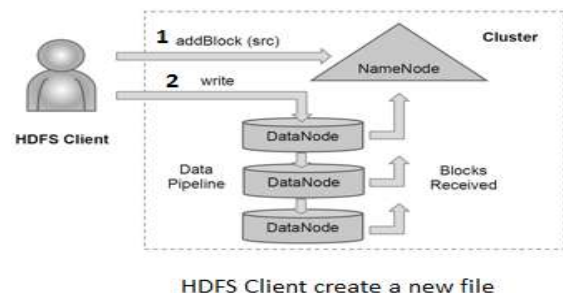 1 addBlock (src)
Cluster
NameNode
2 write
HDFS Client
DataNode
Data
Pipeline
DataNode
Blocks
Received
DataNode
HDFS Client create a new file